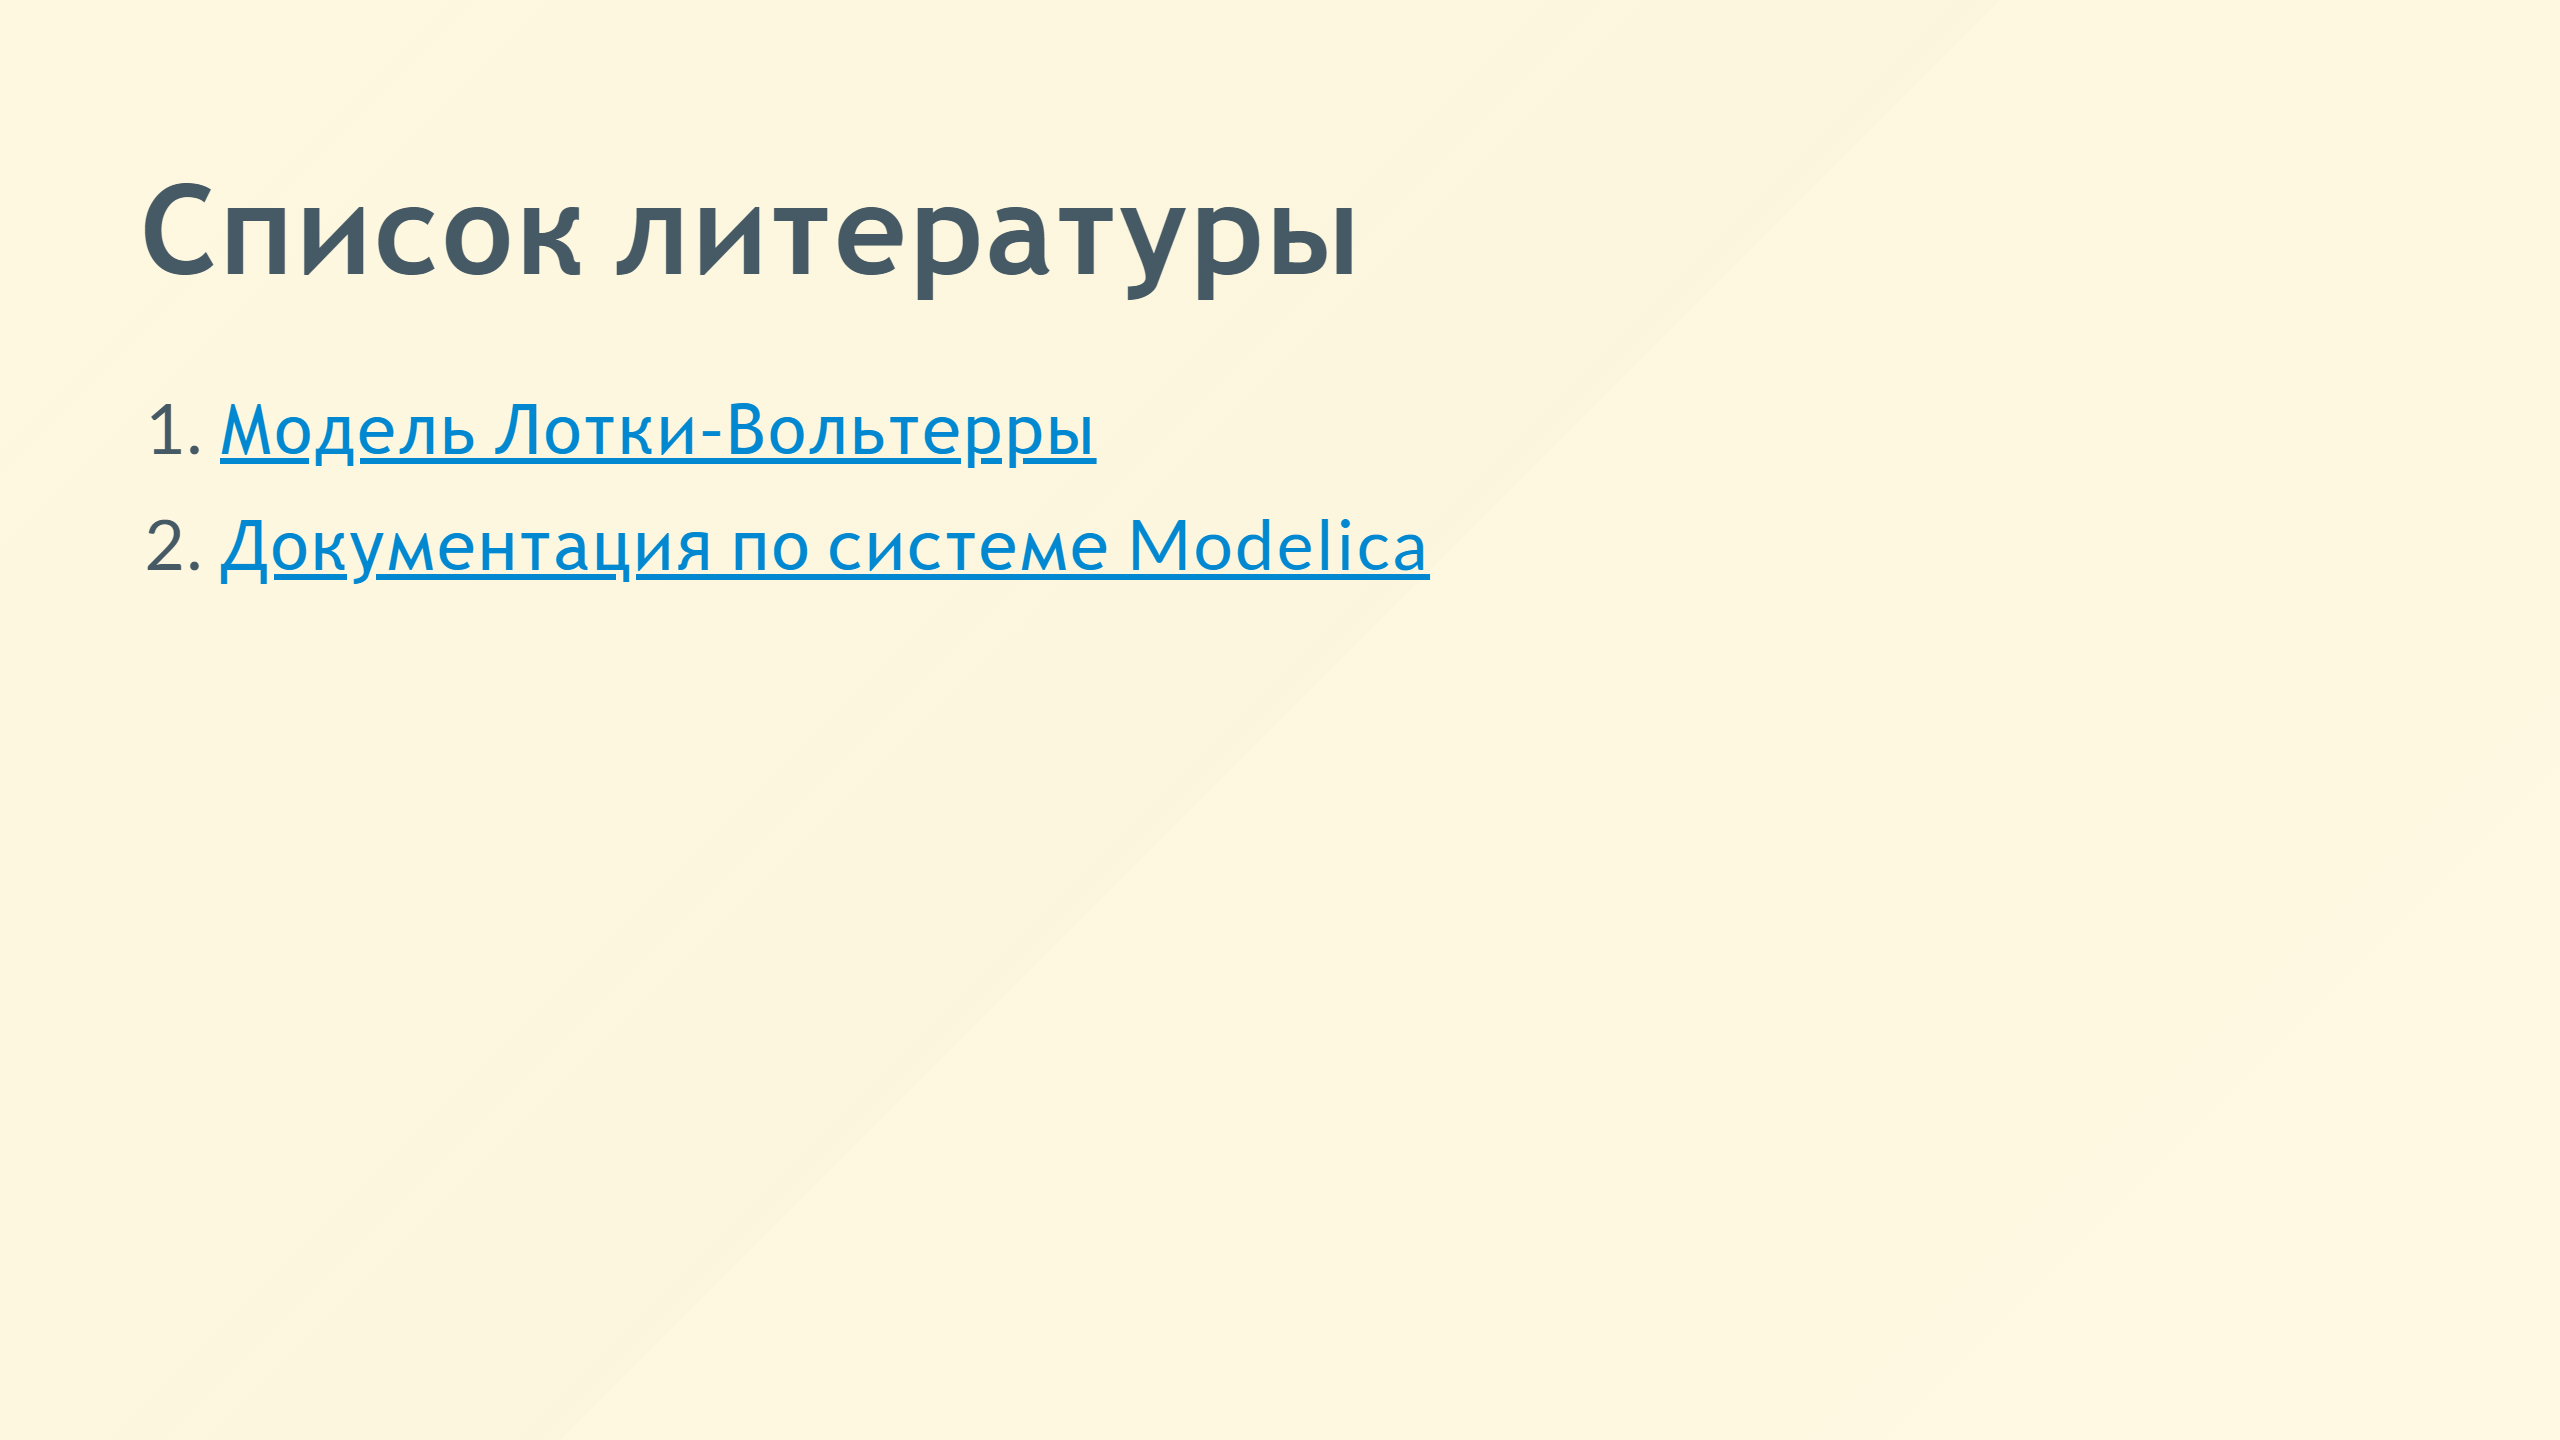 Список литературы
1. Модель Лотки-Вольтерры
2. Документация по системе Modelica